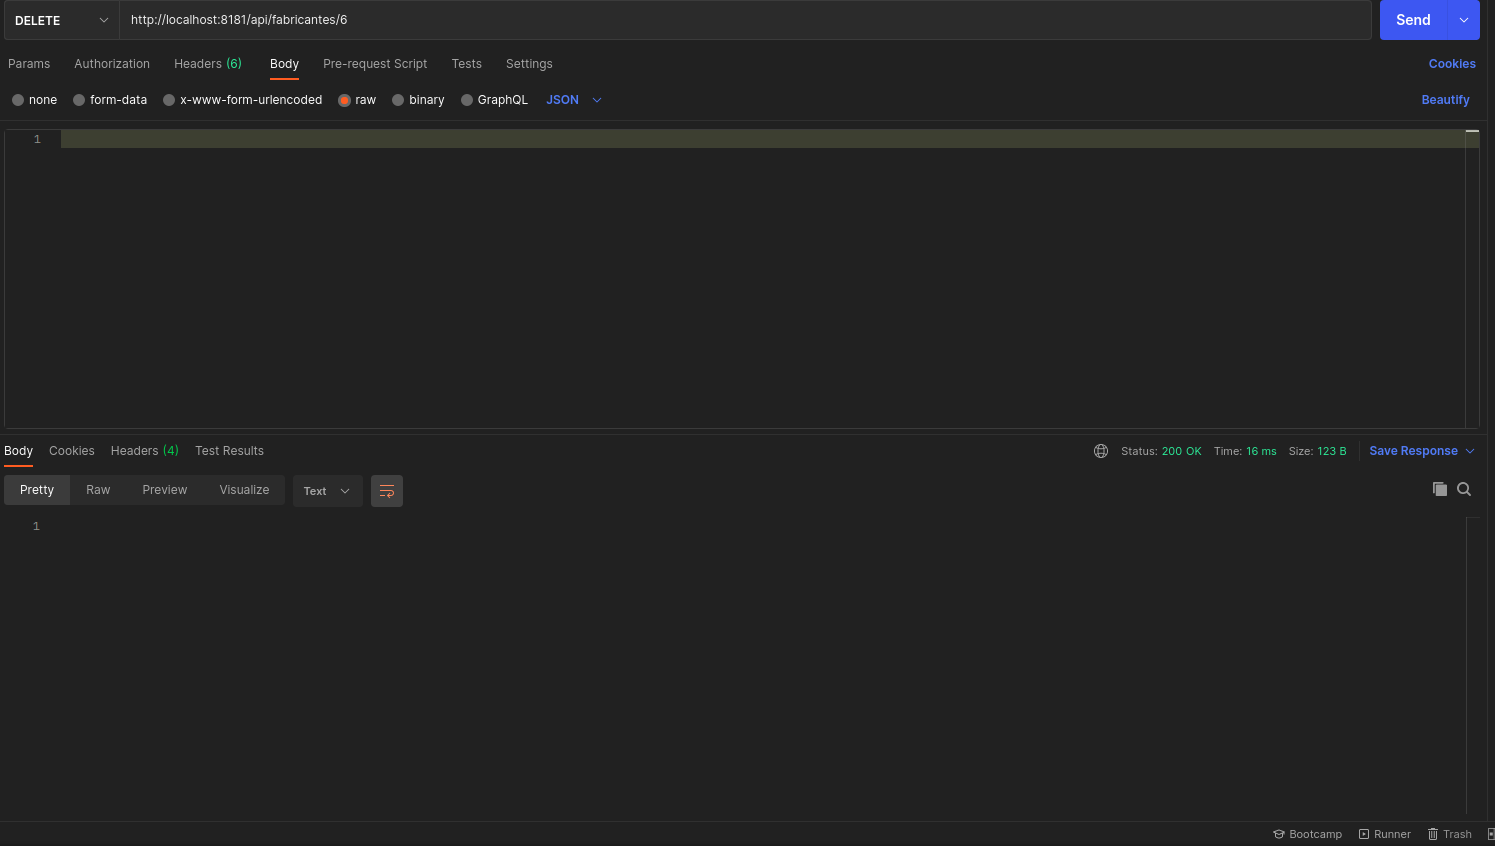 DELETE http://localhost:8181/api/fabricantes/6 Send
Params Authorization Headers (6) Body Pre-request Script Tests Settings Cookies
none form-data x-www-form-urlencoded raw binary GraphQL JSON Beautify
1
Body Cookies Headers (4) Test Results Status: 200 OK Time: 16 ms Size: 123 B Save Response
Pretty Raw Preview Visualize Text
1
Bootcamp Runner Trash